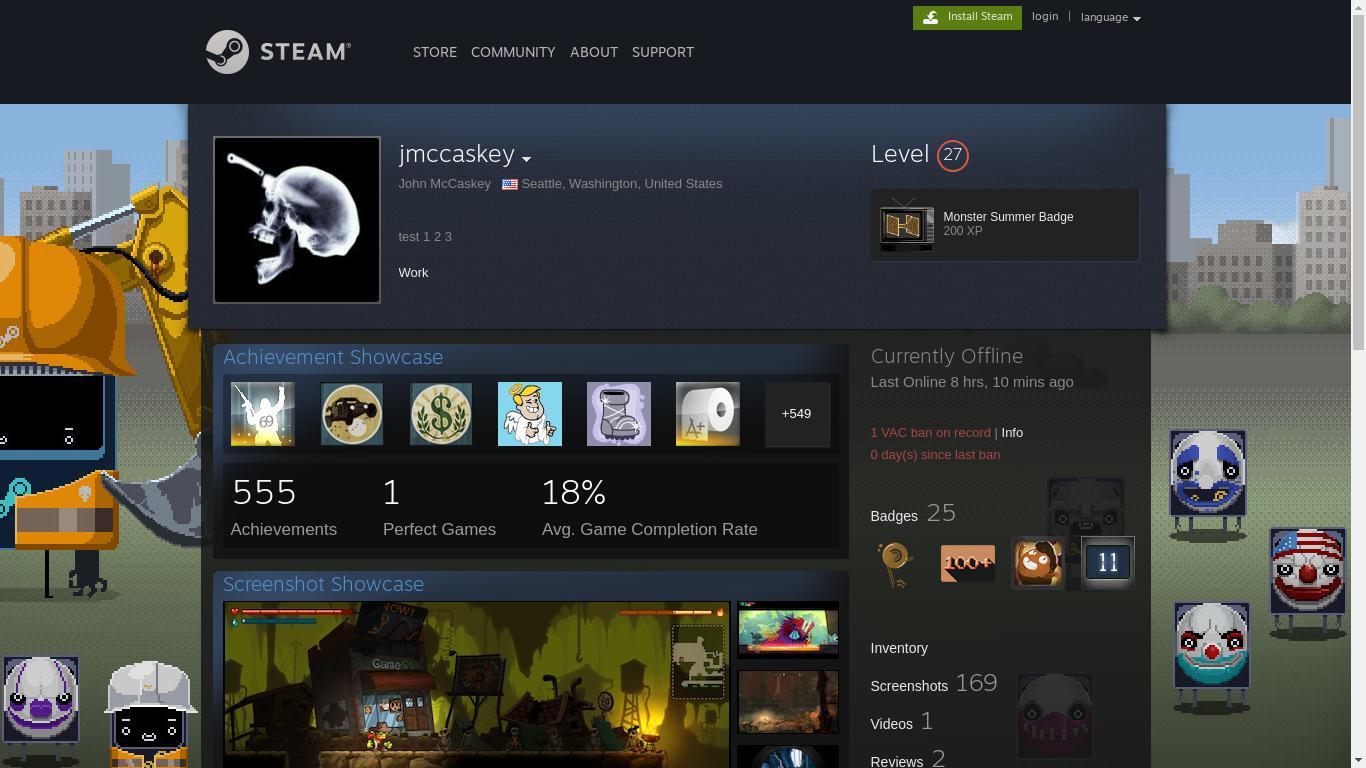 Install Steam
login
|
language
STEAM®
STORE
COMMUNITY
ABOUT
SUPPORT
jmccaskey
John McCaskey
Seattle, Washington, United States
test 1 2 3
Work
Level 27
Monster Summer Badge
200 XP
Achievement Showcase
69
$
A+
+549
555
Achievements
1
Perfect Games
18%
Avg. Game Completion Rate
Screenshot Showcase
NOW!
GameGo
Currently Offline
Last Online 8 hrs, 10 mins ago
1 VAC ban on record | Info
0 day(s) since last ban
Badges 25
100+
11
Inventory
Screenshots 169
Videos 1
Reviews 2